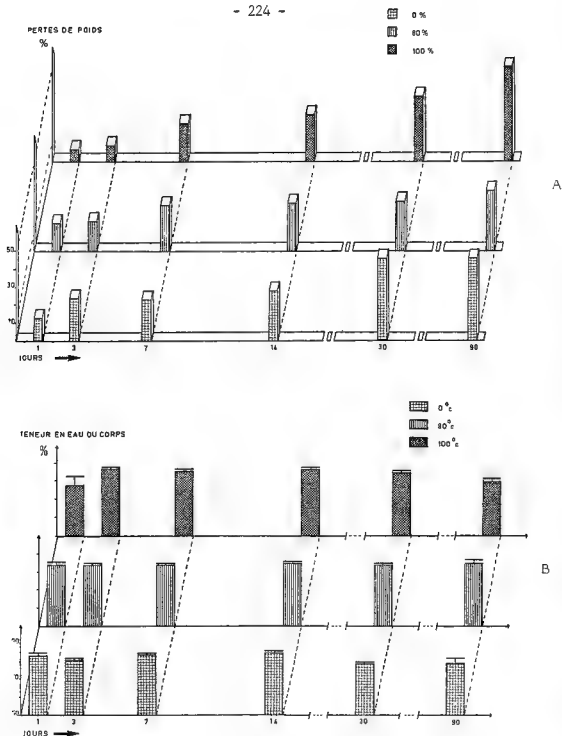 - 224 -
0 %
80 %
100 %
PERTES DE POIDS
%
A
50
30
10
1 3 7 14 30 90
JOURS
0°c
80°c
100°c
TENEUR EN EAU DU CORPS
%
B
1 3 7 14 30 90
JOURS